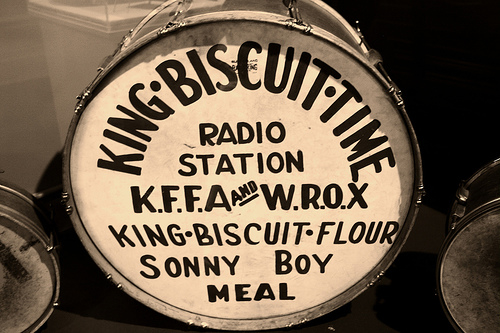 KING·BISCUIT·TIME
RADIO
STATION
K.F.F.A AND W.R.O.X
KING·BISCUIT·FLOUR
SONNY BOY
MEAL